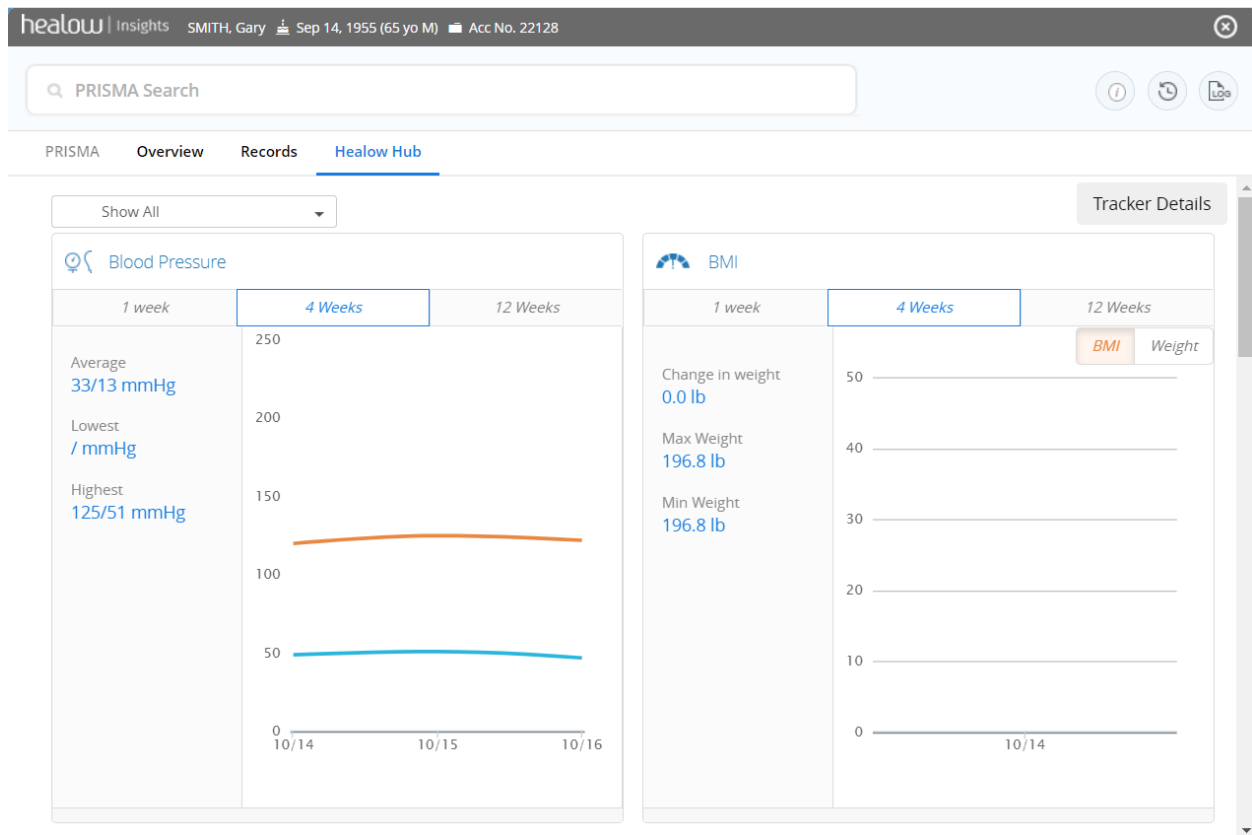 healow | Insights SMITH, Gary Sep 14, 1955 (65 yo M) Acc No. 22128
PRISMA Search
LOG
PRISMA Overview Records Healow Hub
Show All
Tracker Details
Blood Pressure
1 week 4 Weeks 12 Weeks
Average
33/13 mmHg
Lowest
/ mmHg
Highest
125/51 mmHg
250
200
150
100
50
0
10/14 10/15 10/16
BMI
1 week 4 Weeks 12 Weeks
BMI Weight
Change in weight
0.0 lb
Max Weight
196.8 lb
Min Weight
196.8 lb
50
40
30
20
10
0
10/14